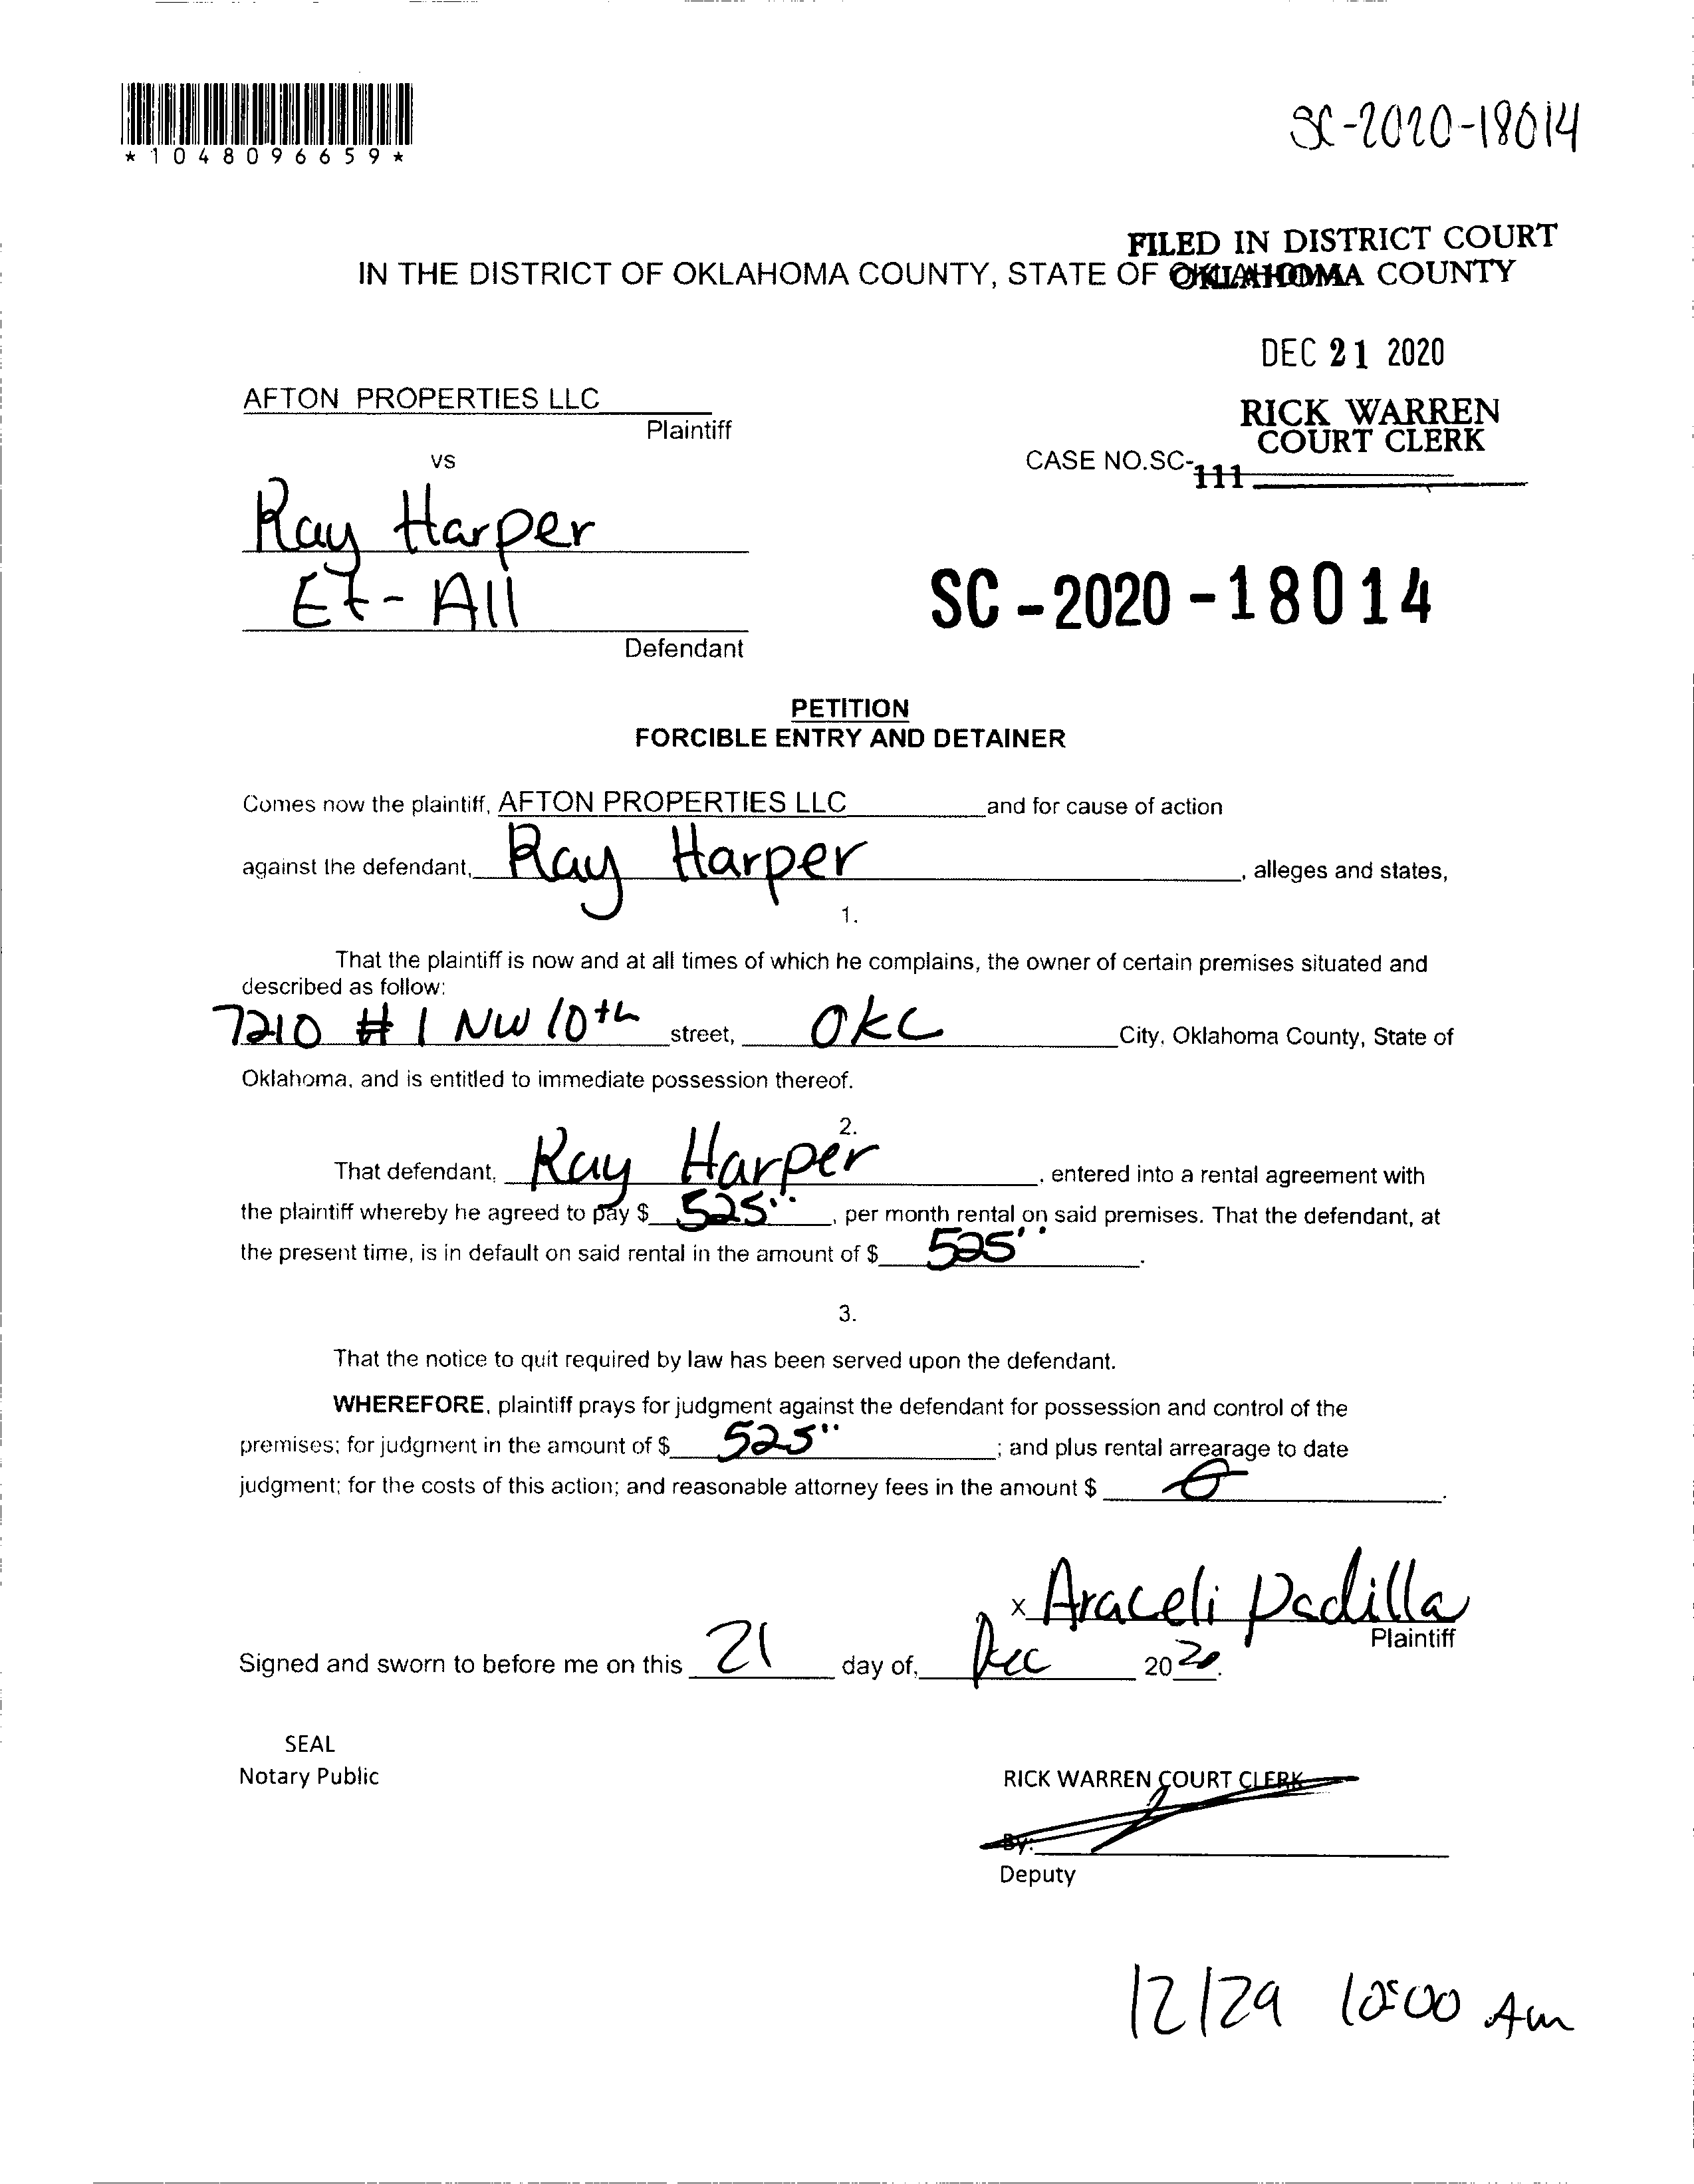 *1048096659*
SC-2020-18014
FILED IN DISTRICT COURT
OKLAHOMA COUNTY
IN THE DISTRICT OF OKLAHOMA COUNTY, STATE OF OKLAHOMA
DEC 21 2020
RICK WARREN
COURT CLERK
AFTON PROPERTIES LLC
Plaintiff
vs
CASE NO.SC-111
Ray Harper
Et-All
Defendant
SC-2020-18014
PETITION
FORCIBLE ENTRY AND DETAINER
Comes now the plaintiff, AFTON PROPERTIES LLC and for cause of action
against the defendant, Ray Harper, alleges and states,
1.
That the plaintiff is now and at all times of which he complains, the owner of certain premises situated and
described as follow:
7210 #1 NW 10th street, OKC City, Oklahoma County, State of
Oklahoma, and is entitled to immediate possession thereof.
2.
That defendant, Ray Harper, entered into a rental agreement with
the plaintiff whereby he agreed to pay $ 525", per month rental on said premises. That the defendant, at
the present time, is in default on said rental in the amount of $ 525".
3.
That the notice to quit required by law has been served upon the defendant.
WHEREFORE, plaintiff prays for judgment against the defendant for possession and control of the
premises; for judgment in the amount of $ 525"; and plus rental arrearage to date
judgment; for the costs of this action; and reasonable attorney fees in the amount $ 0.
x Araceli Padilla
Plaintiff
Signed and sworn to before me on this 21 day of, Dec 2020.
SEAL
Notary Public
RICK WARREN COURT CLERK
By:
Deputy
12/29 10:00 Am